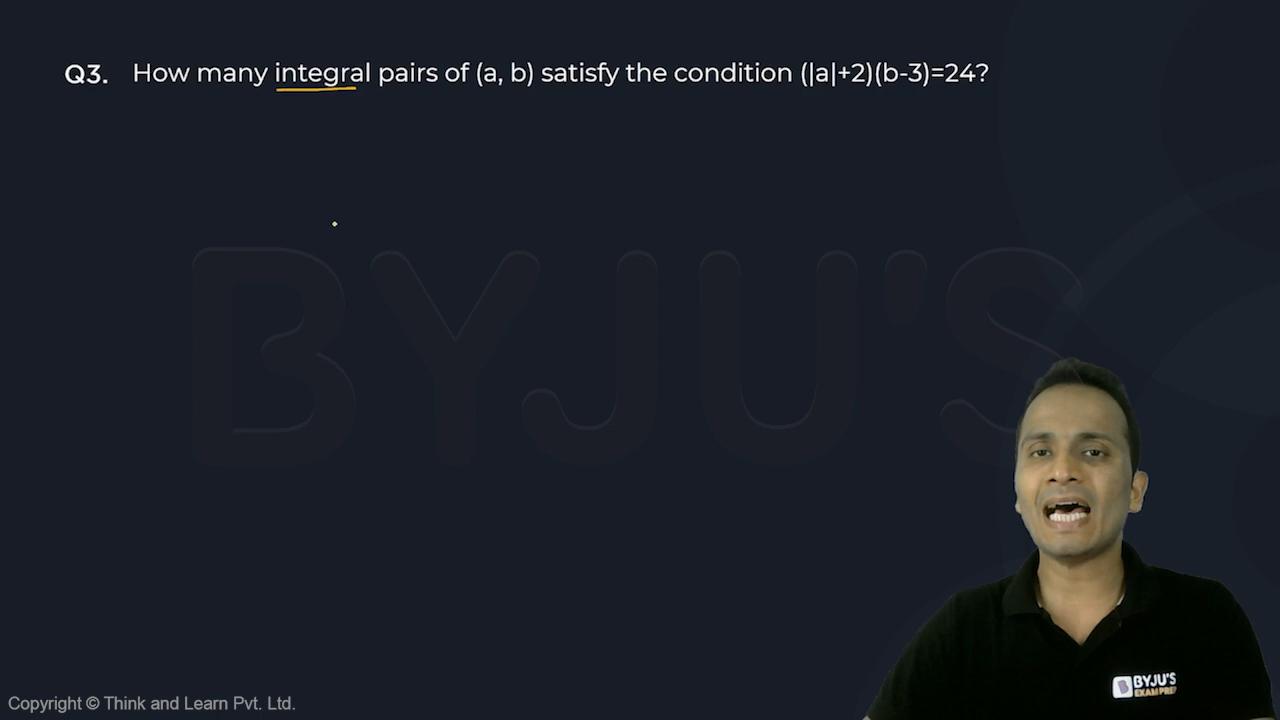 Q3. How many integral pairs of (a, b) satisfy the condition (|a|+2)(b-3)=24?
BYJU'S
BYJU'S
EXAM PREP
Copyright © Think and Learn Pvt. Ltd.